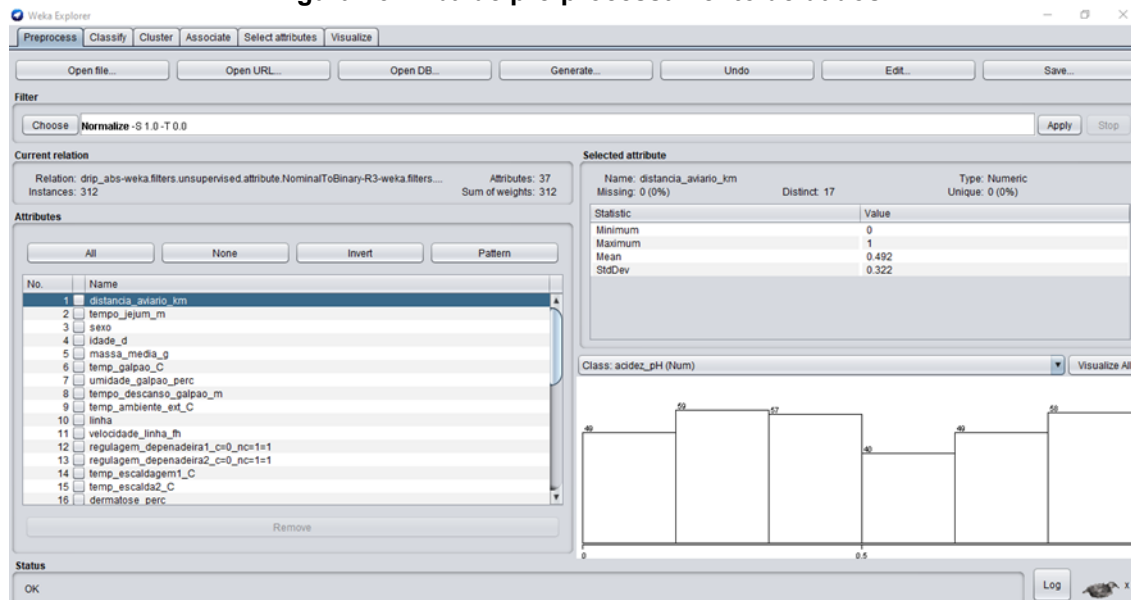 Weka Explorer
Preprocess Classify Cluster Associate Select attributes Visualize
Open file... Open URL... Open DB... Generate... Undo Edit... Save...
Filter
Choose Normalize -S 1.0 -T 0.0 Apply Stop
Current relation
Relation: drip_abs-weka.filters.unsupervised.attribute.NominalToBinary-R3-weka.filters.... Attributes: 37
Instances: 312 Sum of weights: 312
Attributes
All None Invert Pattern
No. Name
1 distancia_aviario_km
2 tempo_jejum_m
3 sexo
4 idade_d
5 massa_media_g
6 temp_galpao_C
7 umidade_galpao_perc
8 tempo_descanso_galpao_m
9 temp_ambiente_ext_C
10 linha
11 velocidade_linha_fh
12 regulagem_depenadeira1_c=0_nc=1=1
13 regulagem_depenadeira2_c=0_nc=1=1
14 temp_escaldagem1_C
15 temp_escalda2_C
16 dermatose_perc
Remove
Selected attribute
Name: distancia_aviario_km Type: Numeric
Missing: 0 (0%) Distinct: 17 Unique: 0 (0%)
Statistic Value
Minimum 0
Maximum 1
Mean 0.492
StdDev 0.322
Class: acidez_pH (Num) Visualize All
49 59 57 40 49 58
0 0.5
Status
OK Log x